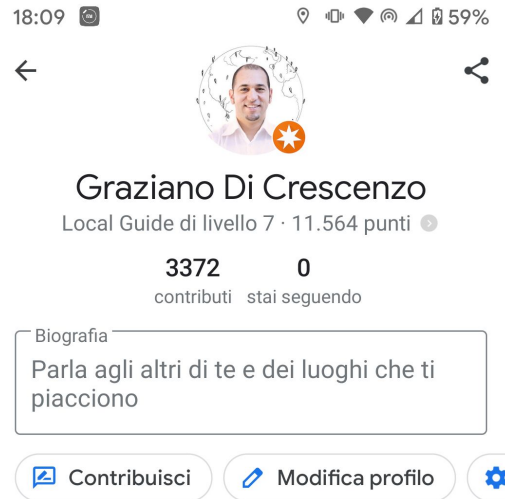 18:09 59%
Graziano Di Crescenzo
Local Guide di livello 7 · 11.564 punti
3372 0
contributi stai seguendo
Biografia
Parla agli altri di te e dei luoghi che ti
piacciono
Contribuisci Modifica profilo